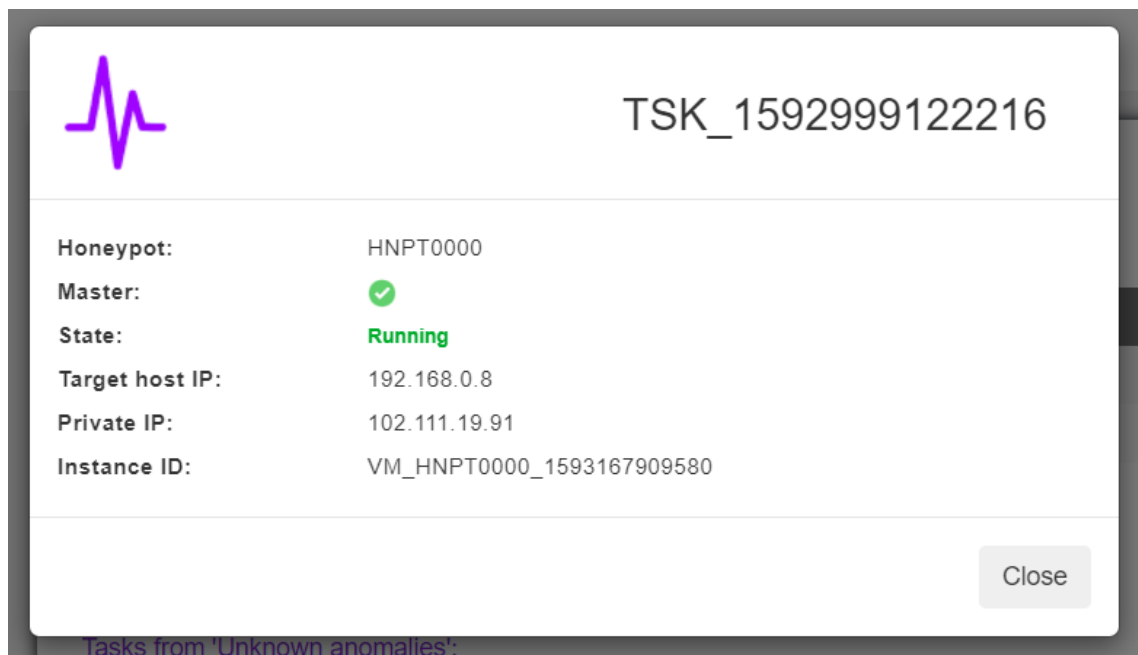 TSK_1592999122216
Honeypot: HNPT0000
Master:
State: Running
Target host IP: 192.168.0.8
Private IP: 102.111.19.91
Instance ID: VM_HNPT0000_1593167909580
Close
Tasks from 'Unknown anomalies':